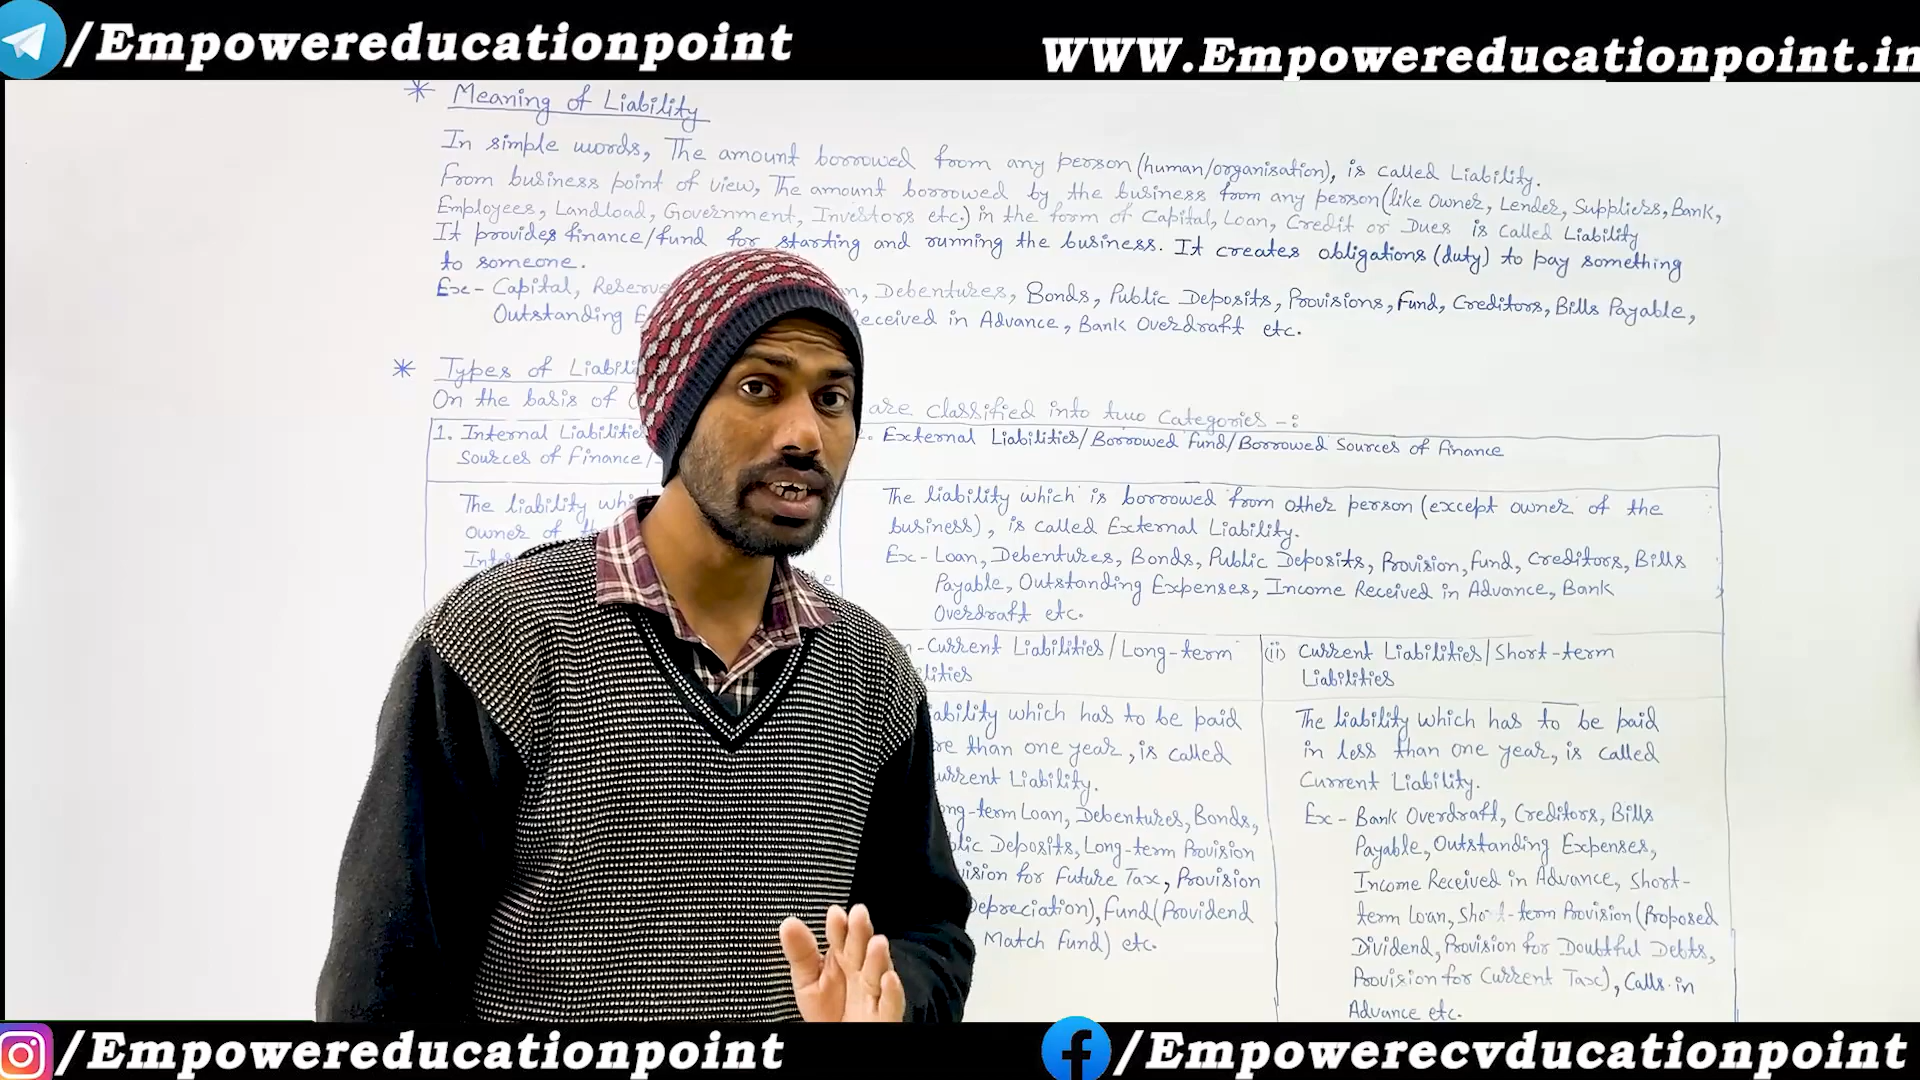 /Empowereducationpoint
WWW.Empowereducationpoint.in
* Meaning of Liability
In simple words, The amount borrowed from any person (human/organisation), is called Liability.
From business point of view, The amount borrowed by the business from any person (like Owner, Lender, Suppliers, Bank,
Employees, Landload, Government, Investors etc.) in the form of Capital, Loan, Credit or Dues is called Liability
It provides finance/fund for starting and running the business. It creates obligations (duty) to pay something
to someone.
Ex- Capital, Reserve Debentures, Bonds, Public Deposits, Provisions, Fund, Creditors, Bills Payable,
Outstanding Received in Advance, Bank Overdraft etc.
* Types of
On the basis of are classified into two Categories -:
1. Internal Liabilities
Sources of Finance/
External Liabilities/Borrowed Fund/Borrowed Sources of finance
The liability
owner of
The liability which is borrowed from other person (except owner of the
business), is called External Liability.
Ex- Loan, Debentures, Bonds, Public Deposits, Provision, Fund, Creditors, Bills
Payable, Outstanding Expenses, Income Received in Advance, Bank
Overdraft etc.
-Current Liabilities/Long-term
(ii) Current Liabilities/Short-term
Liabilities
which has to be paid
than one year, is called
Liability.
Loan, Debentures, Bonds,
Deposits, Long-term Provision
for Future Tax, Provision
Depreciation), Fund (Providend
Match Fund) etc.
The liability which has to be paid
in less than one year, is called
Current Liability.
Ex- Bank Overdraft, Creditors, Bills
Payable, Outstanding Expenses,
Income Received in Advance, Short-
term Loan, Short-term Provision (Proposed
Dividend, Provision for Doubtful Debts,
Provision for Current Tax), Calls-in
Advance etc.
/Empowereducationpoint
/Empowerecvducationpoint